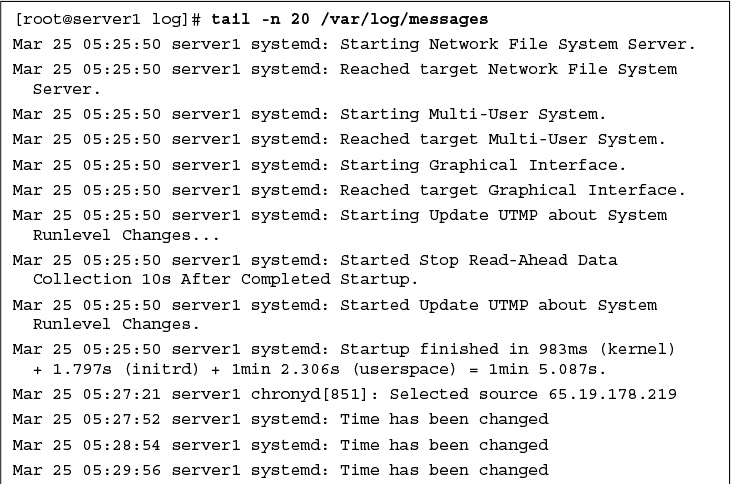 [root@server1 log]# tail -n 20 /var/log/messages
Mar 25 05:25:50 server1 systemd: Starting Network File System Server.
Mar 25 05:25:50 server1 systemd: Reached target Network File System
Server.
Mar 25 05:25:50 server1 systemd: Starting Multi-User System.
Mar 25 05:25:50 server1 systemd: Reached target Multi-User System.
Mar 25 05:25:50 server1 systemd: Starting Graphical Interface.
Mar 25 05:25:50 server1 systemd: Reached target Graphical Interface.
Mar 25 05:25:50 server1 systemd: Starting Update UTMP about System
Runlevel Changes...
Mar 25 05:25:50 server1 systemd: Started Stop Read-Ahead Data
Collection 10s After Completed Startup.
Mar 25 05:25:50 server1 systemd: Started Update UTMP about System
Runlevel Changes.
Mar 25 05:25:50 server1 systemd: Startup finished in 983ms (kernel)
+ 1.797s (initrd) + 1min 2.306s (userspace) = 1min 5.087s.
Mar 25 05:27:21 server1 chronyd[851]: Selected source 65.19.178.219
Mar 25 05:27:52 server1 systemd: Time has been changed
Mar 25 05:28:54 server1 systemd: Time has been changed
Mar 25 05:29:56 server1 systemd: Time has been changed